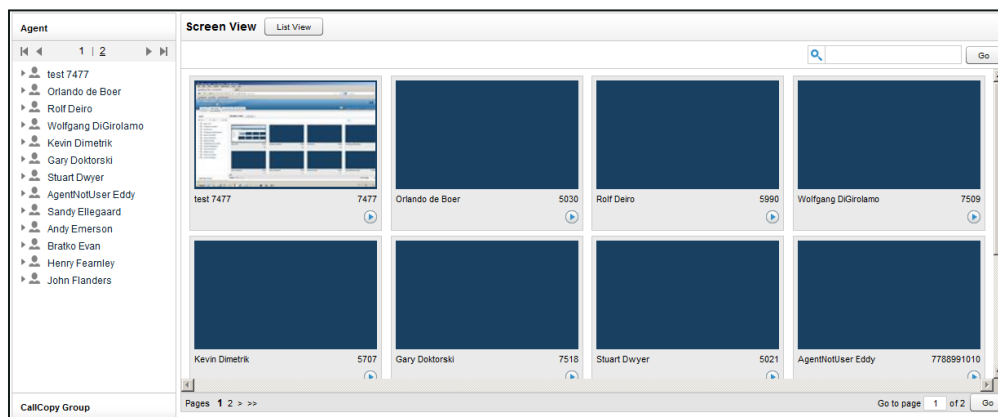 Agent
1 | 2
test 7477
Orlando de Boer
Rolf Deiro
Wolfgang DiGirolamo
Kevin Dimetrik
Gary Doktorski
Stuart Dwyer
AgentNotUser Eddy
Sandy Ellegaard
Andy Emerson
Bratko Evan
Henry Fearnley
John Flanders
CallCopy Group
Screen View List View
Go
test 7477 7477
Orlando de Boer 5030
Rolf Deiro 5990
Wolfgang DiGirolamo 7509
Kevin Dimetrik 5707
Gary Doktorski 7518
Stuart Dwyer 5021
AgentNotUser Eddy 7788991010
Pages 1 2 > >> Go to page 1 of 2 Go